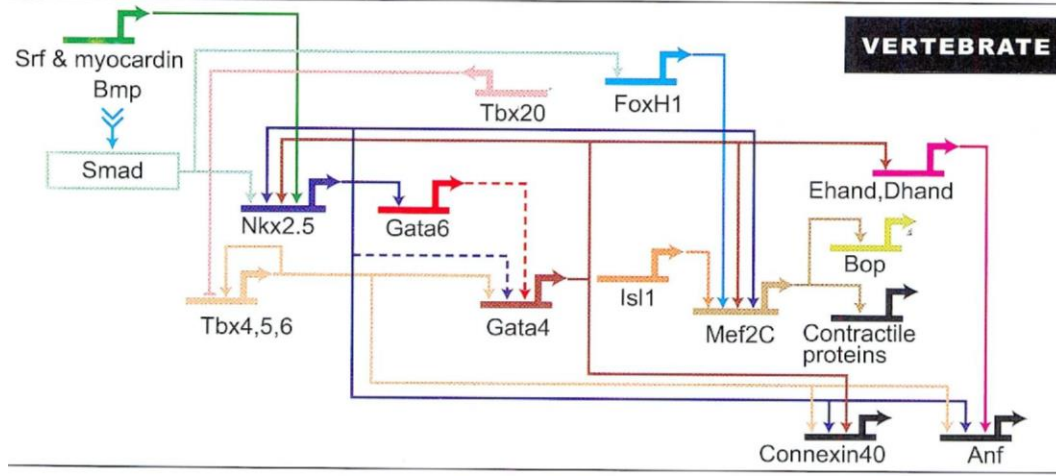 VERTEBRATE
Srf & myocardin
Bmp
Tbx20
FoxH1
Smad
Ehand,Dhand
Nkx2.5
Gata6
Bop
Isl1
Tbx4,5,6
Gata4
Mef2C
Contractile
proteins
Connexin40
Anf